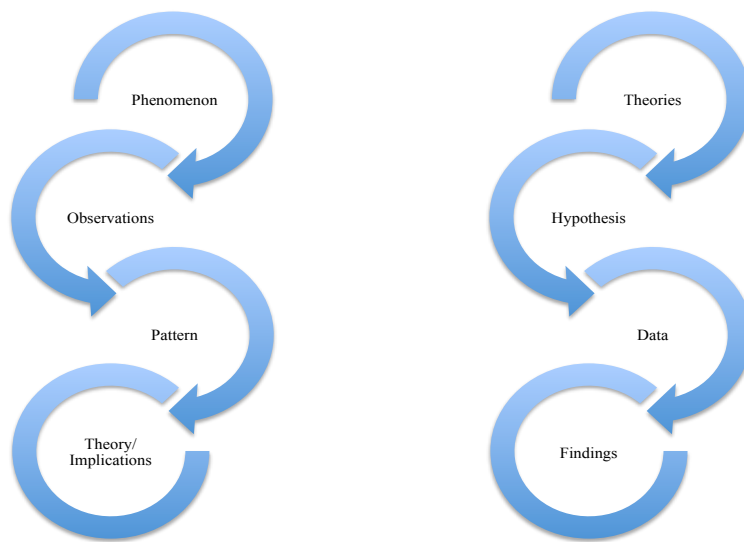 Phenomenon
Observations
Pattern
Theory/
Implications
Theories
Hypothesis
Data
Findings